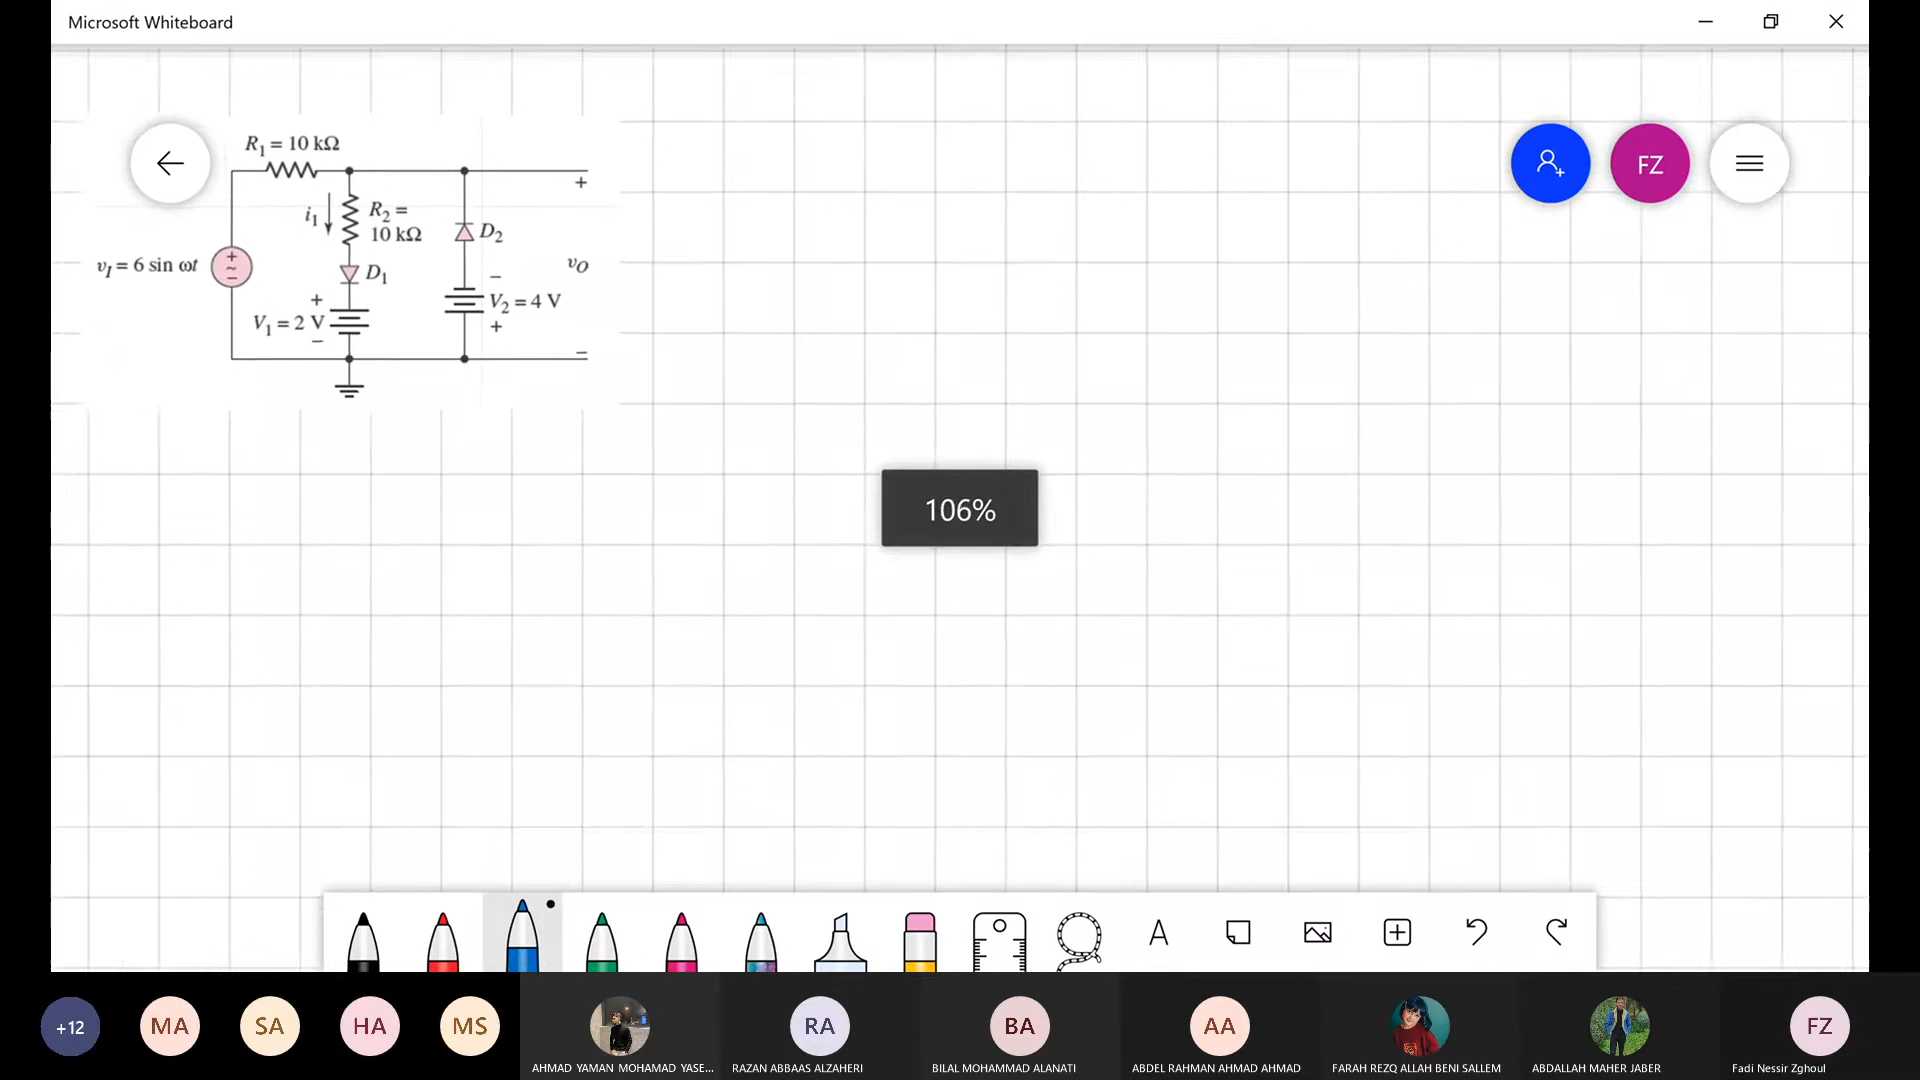 Microsoft Whiteboard
R1 = 10 kΩ
+
i1
R2 =
10 kΩ
D2
vI = 6 sin ωt
+
~
−
D1
vO
+
−
V1 = 2 V
−
V2 = 4 V
+
−
FZ
106%
A
+12
MA
SA
HA
MS
RA
BA
AA
FZ
AHMAD YAMAN MOHAMAD YASE...
RAZAN ABBAAS ALZAHERI
BILAL MOHAMMAD ALANATI
ABDEL RAHMAN AHMAD AHMAD
FARAH REZQ ALLAH BENI SALLEM
ABDALLAH MAHER JABER
Fadi Nessir Zghoul